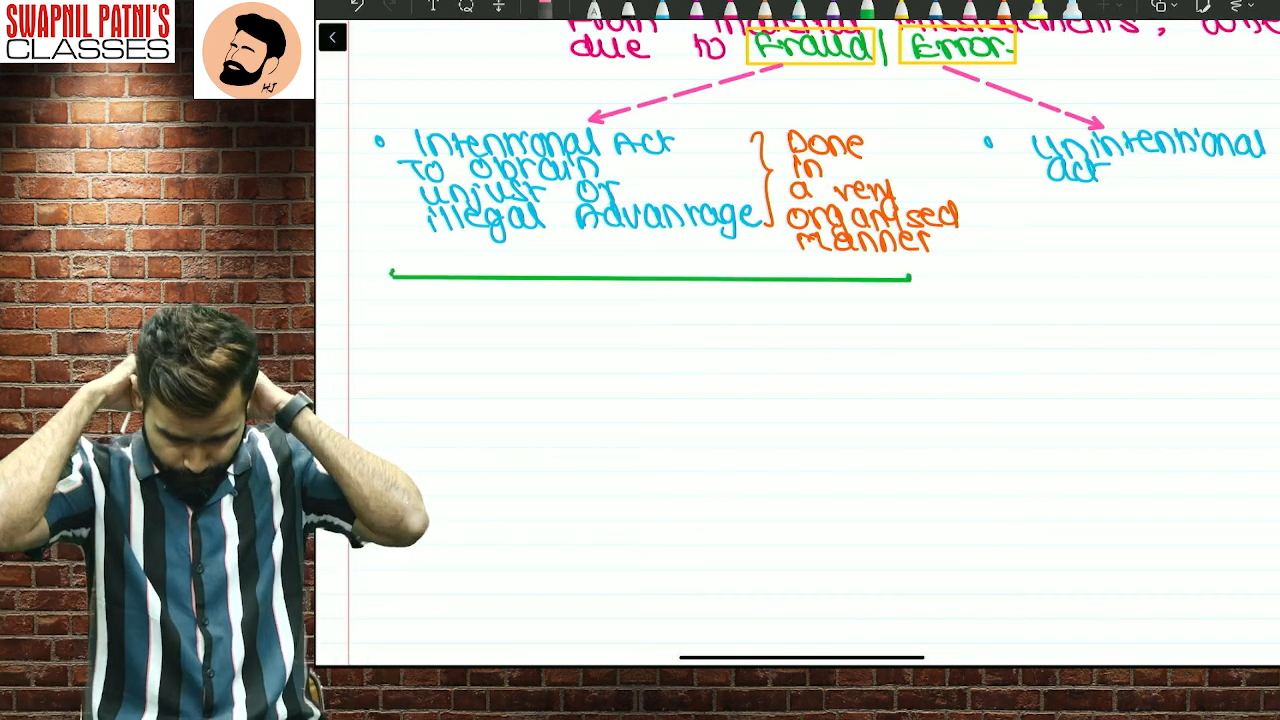 SWAPNIL PATNI'S
CLASSES
HJ
due to Fraud / Error
• Intentional Act
To obtain
unjust or
illegal Advantage
Done
in
a very
organised
manner
• unintentional
act